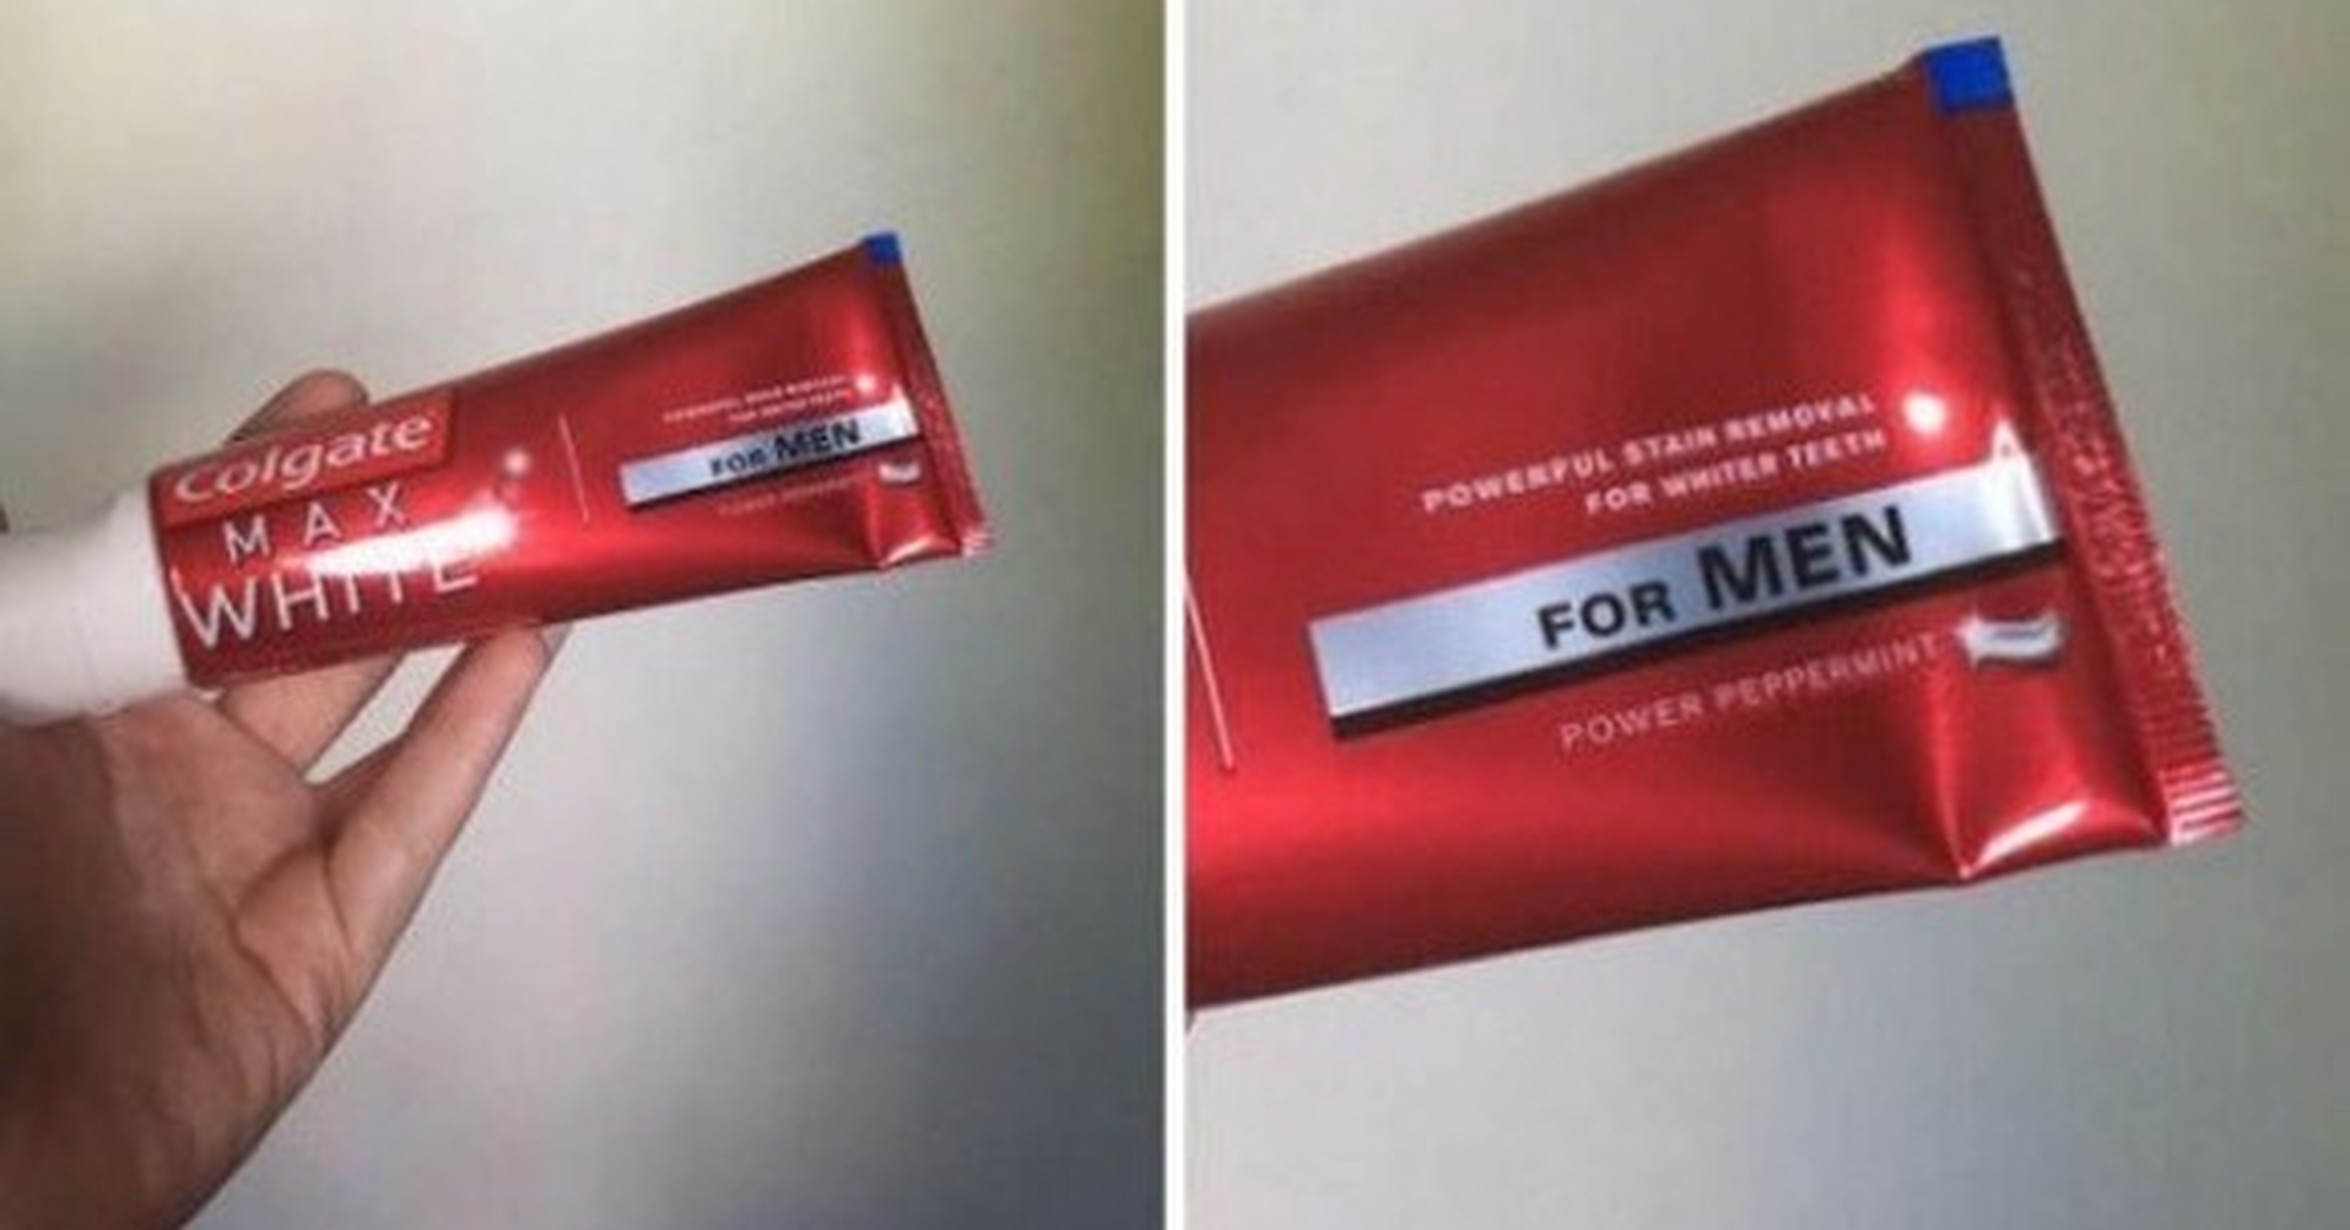 Colgate
MAX
WHITE
FOR MEN
POWERFUL STAIN REMOVAL
FOR WHITER TEETH
FOR MEN
POWER PEPPERMINT